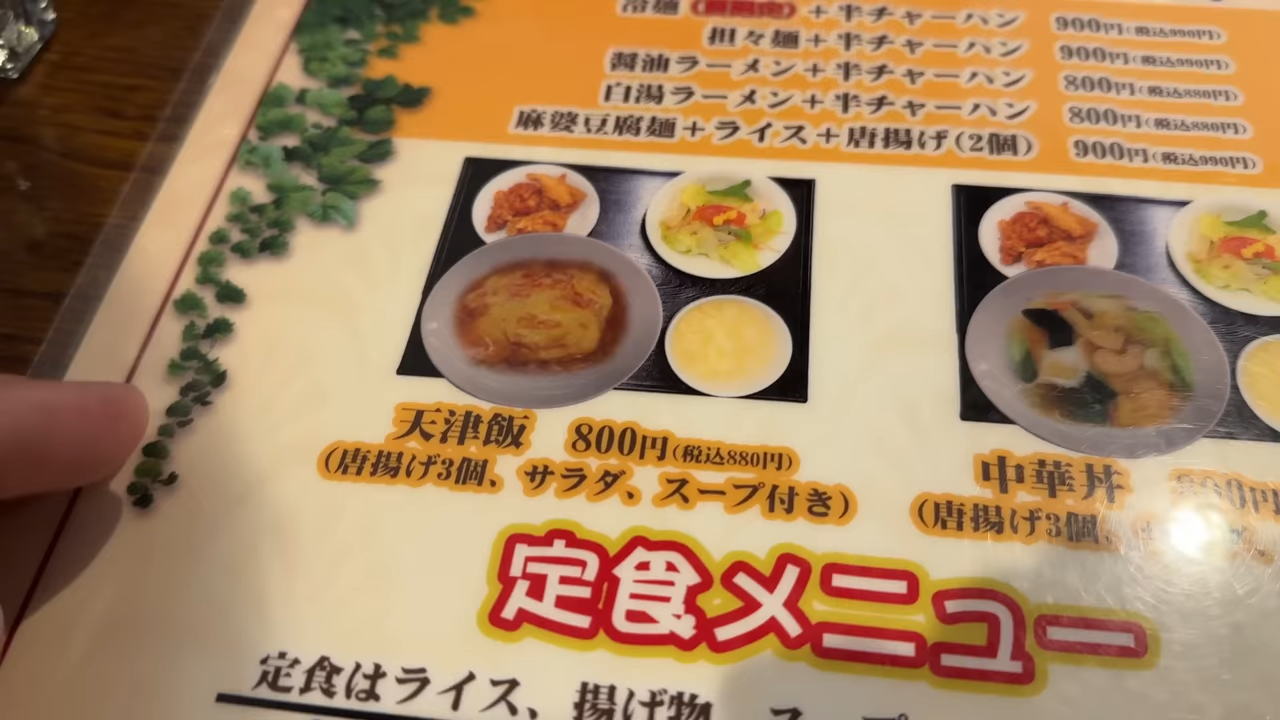 冷麺 ＋半チャーハン 900円(税込990円)
担々麺＋半チャーハン 900円(税込990円)
醤油ラーメン＋半チャーハン 800円(税込880円)
白湯ラーメン＋半チャーハン 800円(税込880円)
麻婆豆腐麺＋ライス＋唐揚げ(2個) 900円(税込990円)
天津飯 800円(税込880円)
(唐揚げ3個、サラダ、スープ付き)
中華丼 800円
(唐揚げ3個、
定食メニュー
定食はライス、揚げ物、スープ